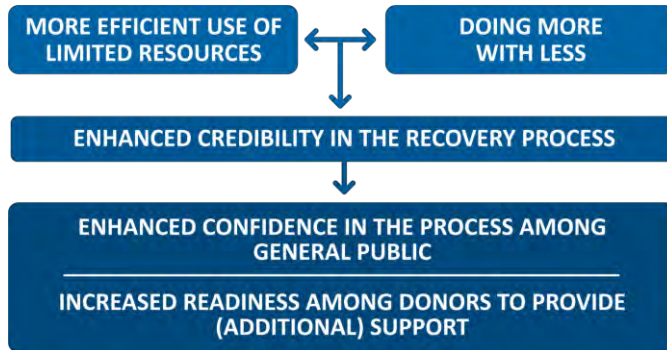 MORE EFFICIENT USE OF
LIMITED RESOURCES
DOING MORE
WITH LESS
ENHANCED CREDIBILITY IN THE RECOVERY PROCESS
ENHANCED CONFIDENCE IN THE PROCESS AMONG
GENERAL PUBLIC
INCREASED READINESS AMONG DONORS TO PROVIDE
(ADDITIONAL) SUPPORT